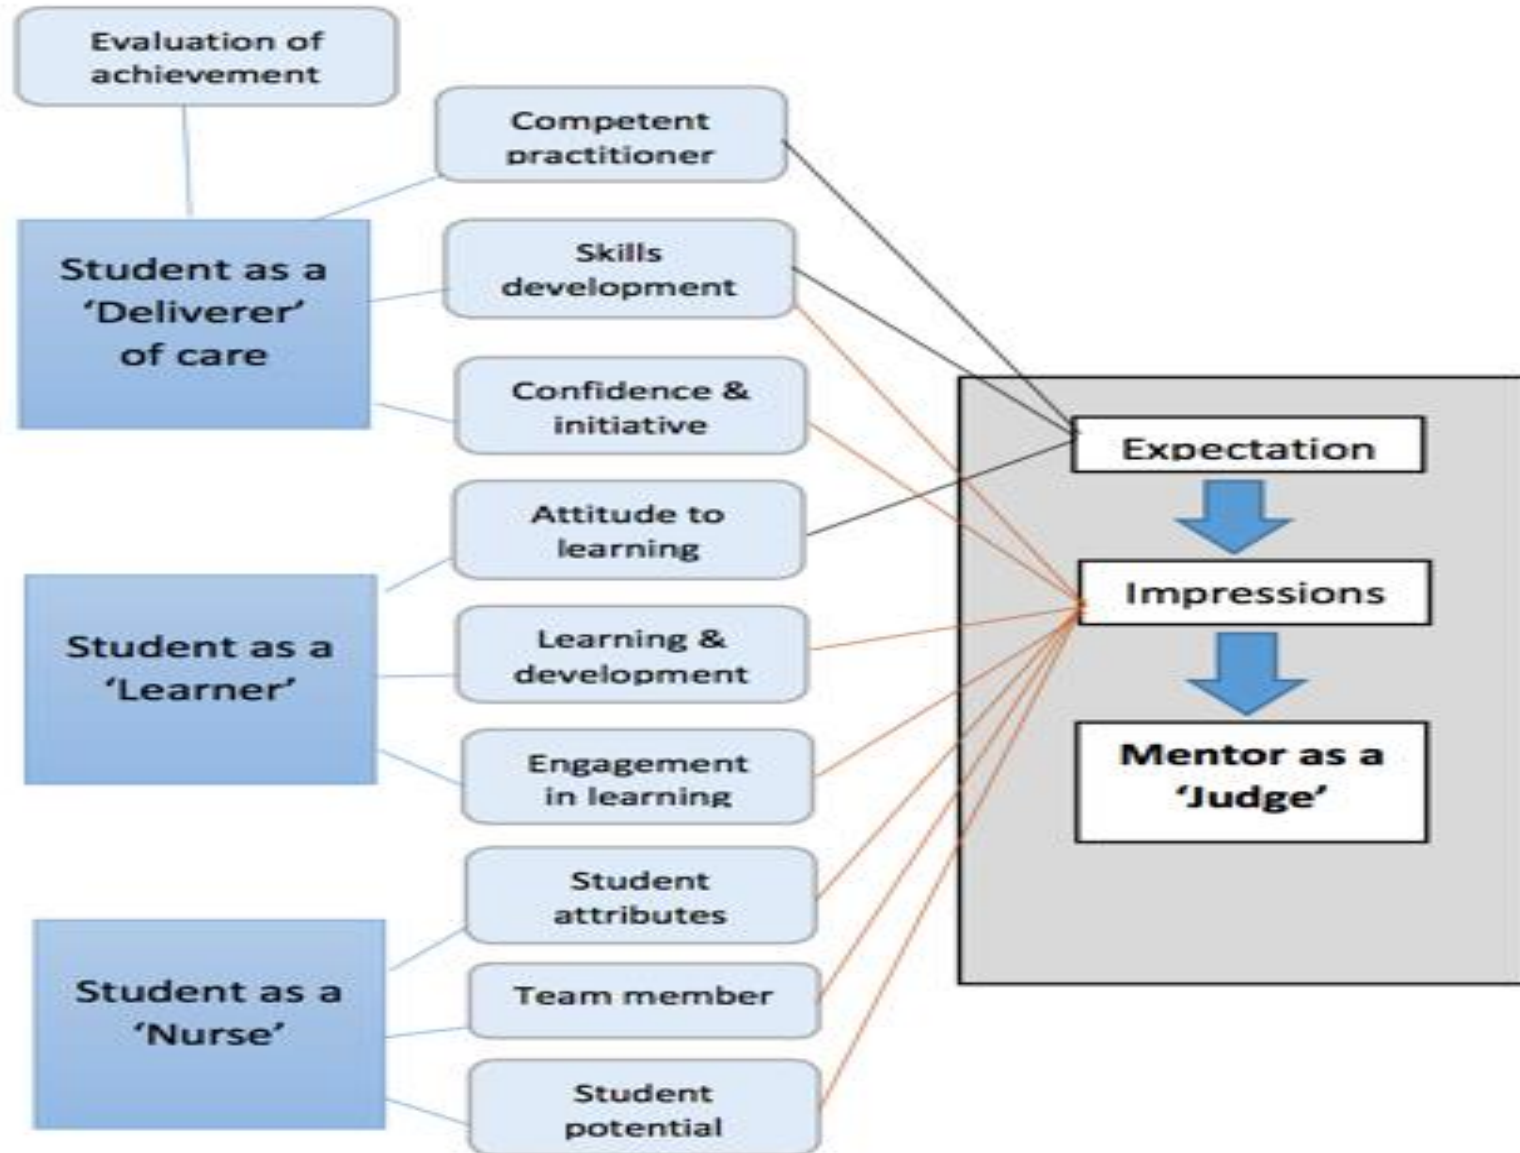 Evaluation of
achievement
Competent
practitioner
Skills
development
Student as a
‘Deliverer’
of care
Confidence &
initiative
Attitude to
learning
Student as a
‘Learner’
Learning &
development
Engagement
in learning
Student
attributes
Student as a
‘Nurse’
Team member
Student
potential
Expectation
Impressions
Mentor as a
‘Judge’